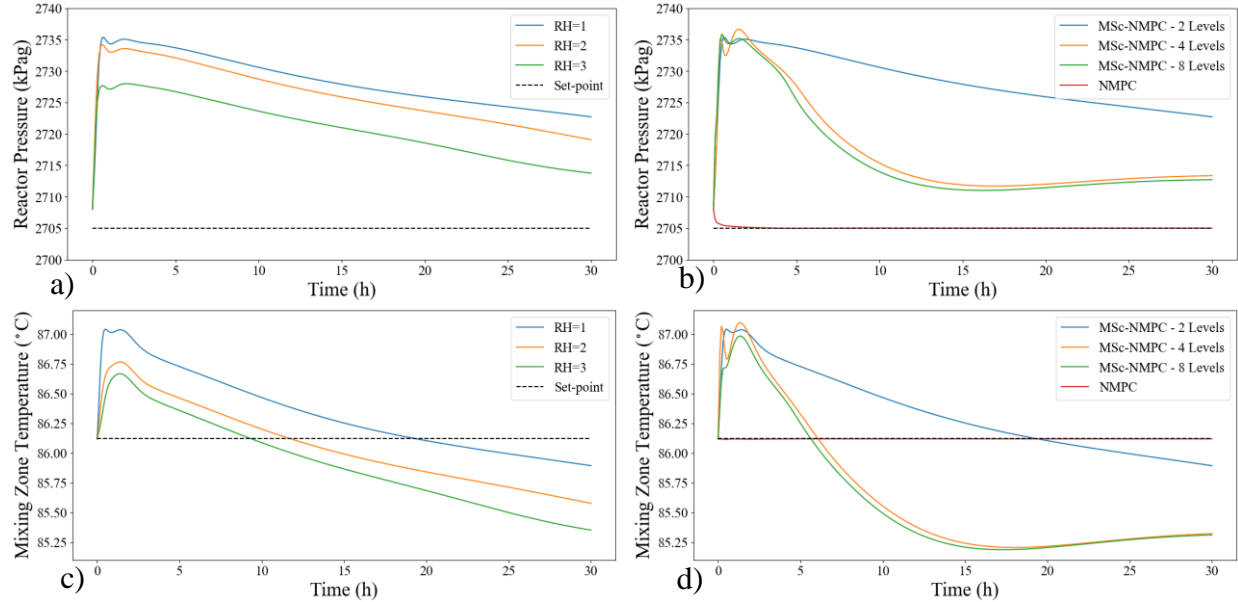 2740
2735
2730
2725
2720
2715
2710
2705
2700
Reactor Pressure (kPag)
RH=1
RH=2
RH=3
Set-point
0
5
10
15
20
25
30
Time (h)
a)
2740
2735
2730
2725
2720
2715
2710
2705
2700
Reactor Pressure (kPag)
MSc-NMPC - 2 Levels
MSc-NMPC - 4 Levels
MSc-NMPC - 8 Levels
NMPC
0
5
10
15
20
25
30
Time (h)
b)
87.00
86.75
86.50
86.25
86.00
85.75
85.50
85.25
Mixing Zone Temperature (°C)
RH=1
RH=2
RH=3
Set-point
0
5
10
15
20
25
30
Time (h)
c)
87.00
86.75
86.50
86.25
86.00
85.75
85.50
85.25
Mixing Zone Temperature (°C)
MSc-NMPC - 2 Levels
MSc-NMPC - 4 Levels
MSc-NMPC - 8 Levels
NMPC
0
5
10
15
20
25
30
Time (h)
d)